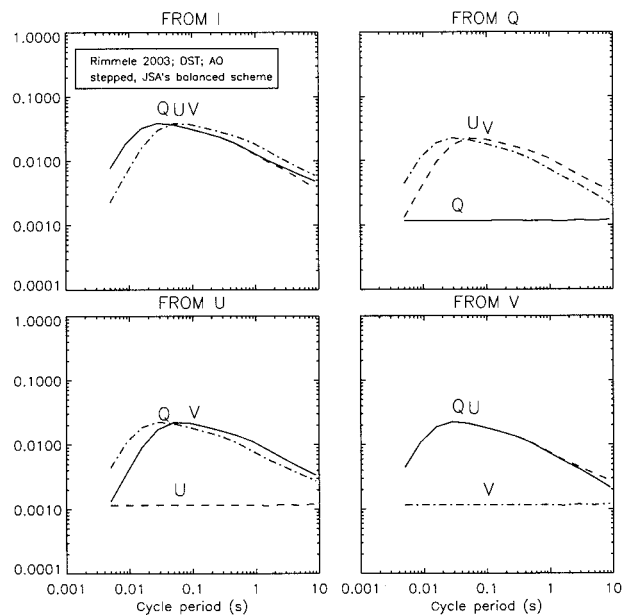 FROM I
FROM Q
1.0000
0.1000
0.0100
0.0010
0.0001
Rimmele 2003; DST; AO
stepped, JSA's balanced scheme
Q U V
U V
Q
FROM U
FROM V
1.0000
0.1000
0.0100
0.0010
0.0001
Q V
U
Q U
V
0.001 0.01 0.1 1 10
Cycle period (s)
0.001 0.01 0.1 1 10
Cycle period (s)